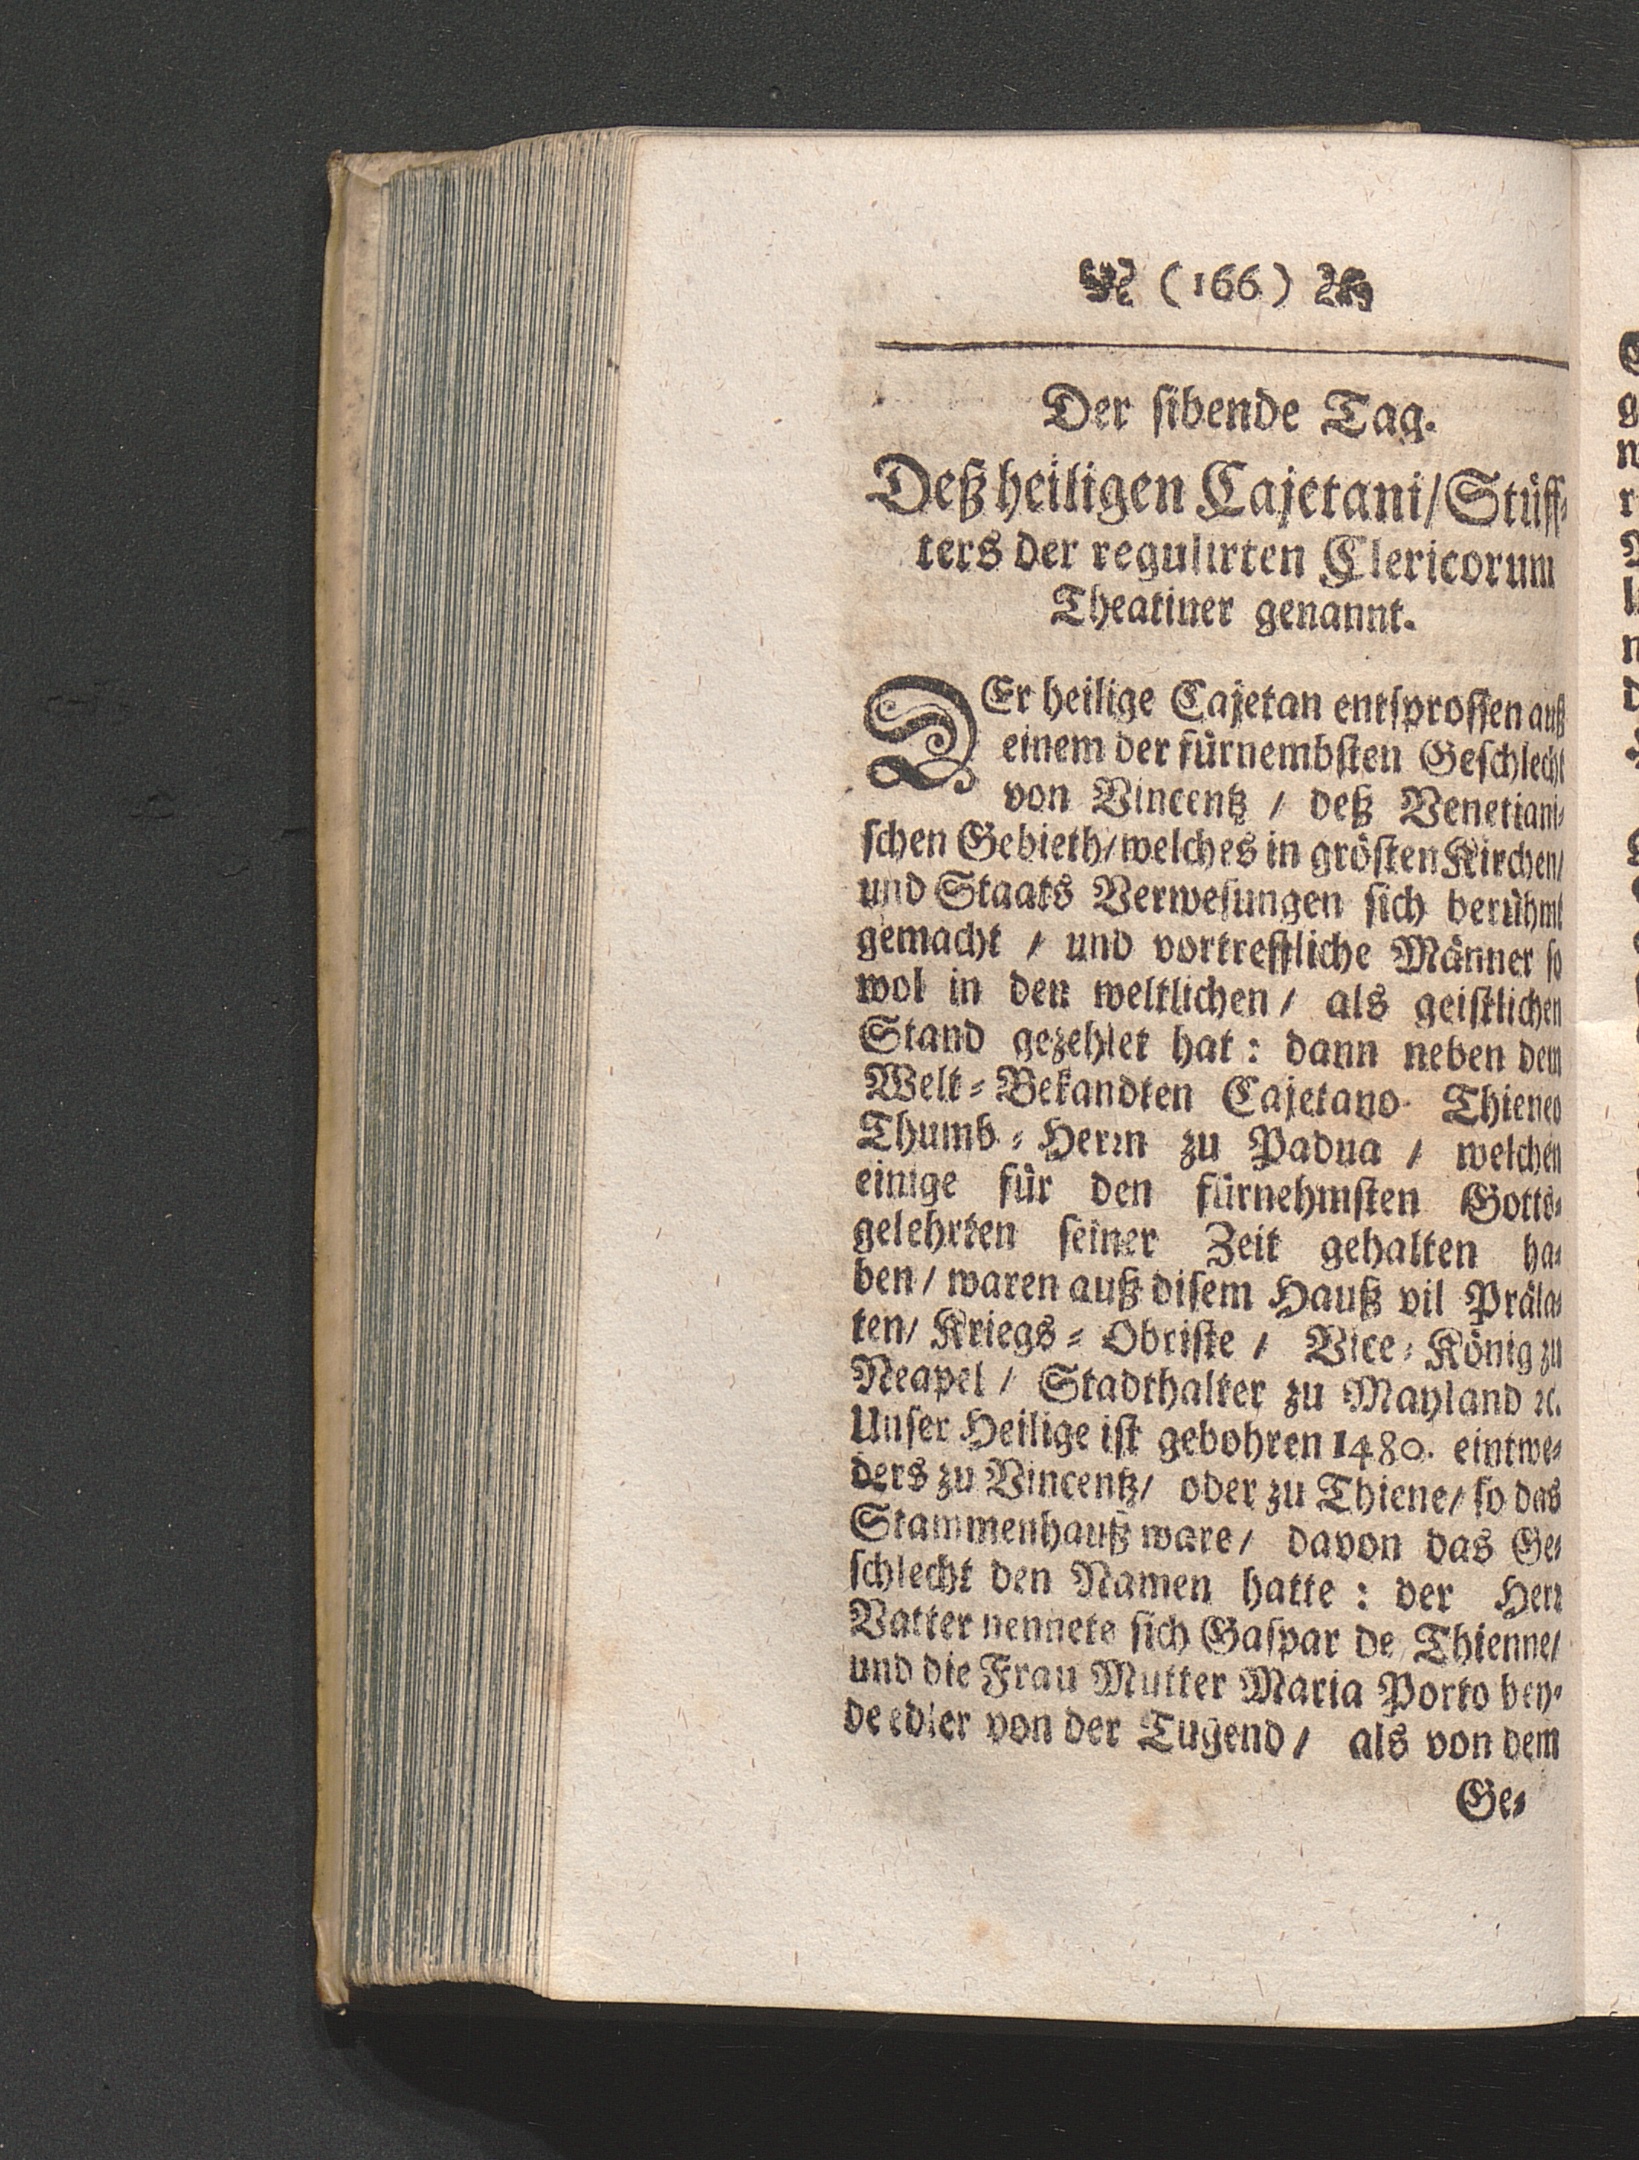 (166)
Der sibende Tag.
Deß heiligen Cajetani/ Stüff-
ters der regulirten Clericorum
Theatiner genannt.
DEr heilige Cajetan entsprossen auß
einem der fürnembsten Geschlecht
von Vincentz / deß Venetiani-
schen Gebieth/ welches in grösten Kirchen/
und Staats Verwesungen sich berühmt
gemacht / und vortreffliche Männer so
wol in den weltlichen / als geistlichen
Stand gezehlet hat: dann neben dem
Welt-Bekandten Cajetano Thieneo
Thumb-Herrn zu Padua / welchen
einige für den fürnehmsten Gotts-
gelehrten seiner Zeit gehalten ha-
ben / waren auß disem Hauß vil Präla-
ten/ Kriegs-Obriste / Vice-König zu
Neapel / Stadthalter zu Mayland ꝛc.
Unser Heilige ist gebohren 1480. eintwe-
ders zu Vincentz/ oder zu Thiene/ so das
Stammenhauß ware / davon das Ge-
schlecht den Namen hatte: der Herr
Vatter nennete sich Gaspar de Thienne/
und die Frau Mutter Maria Porto bey-
de edler von der Tugend / als von dem
Ge-